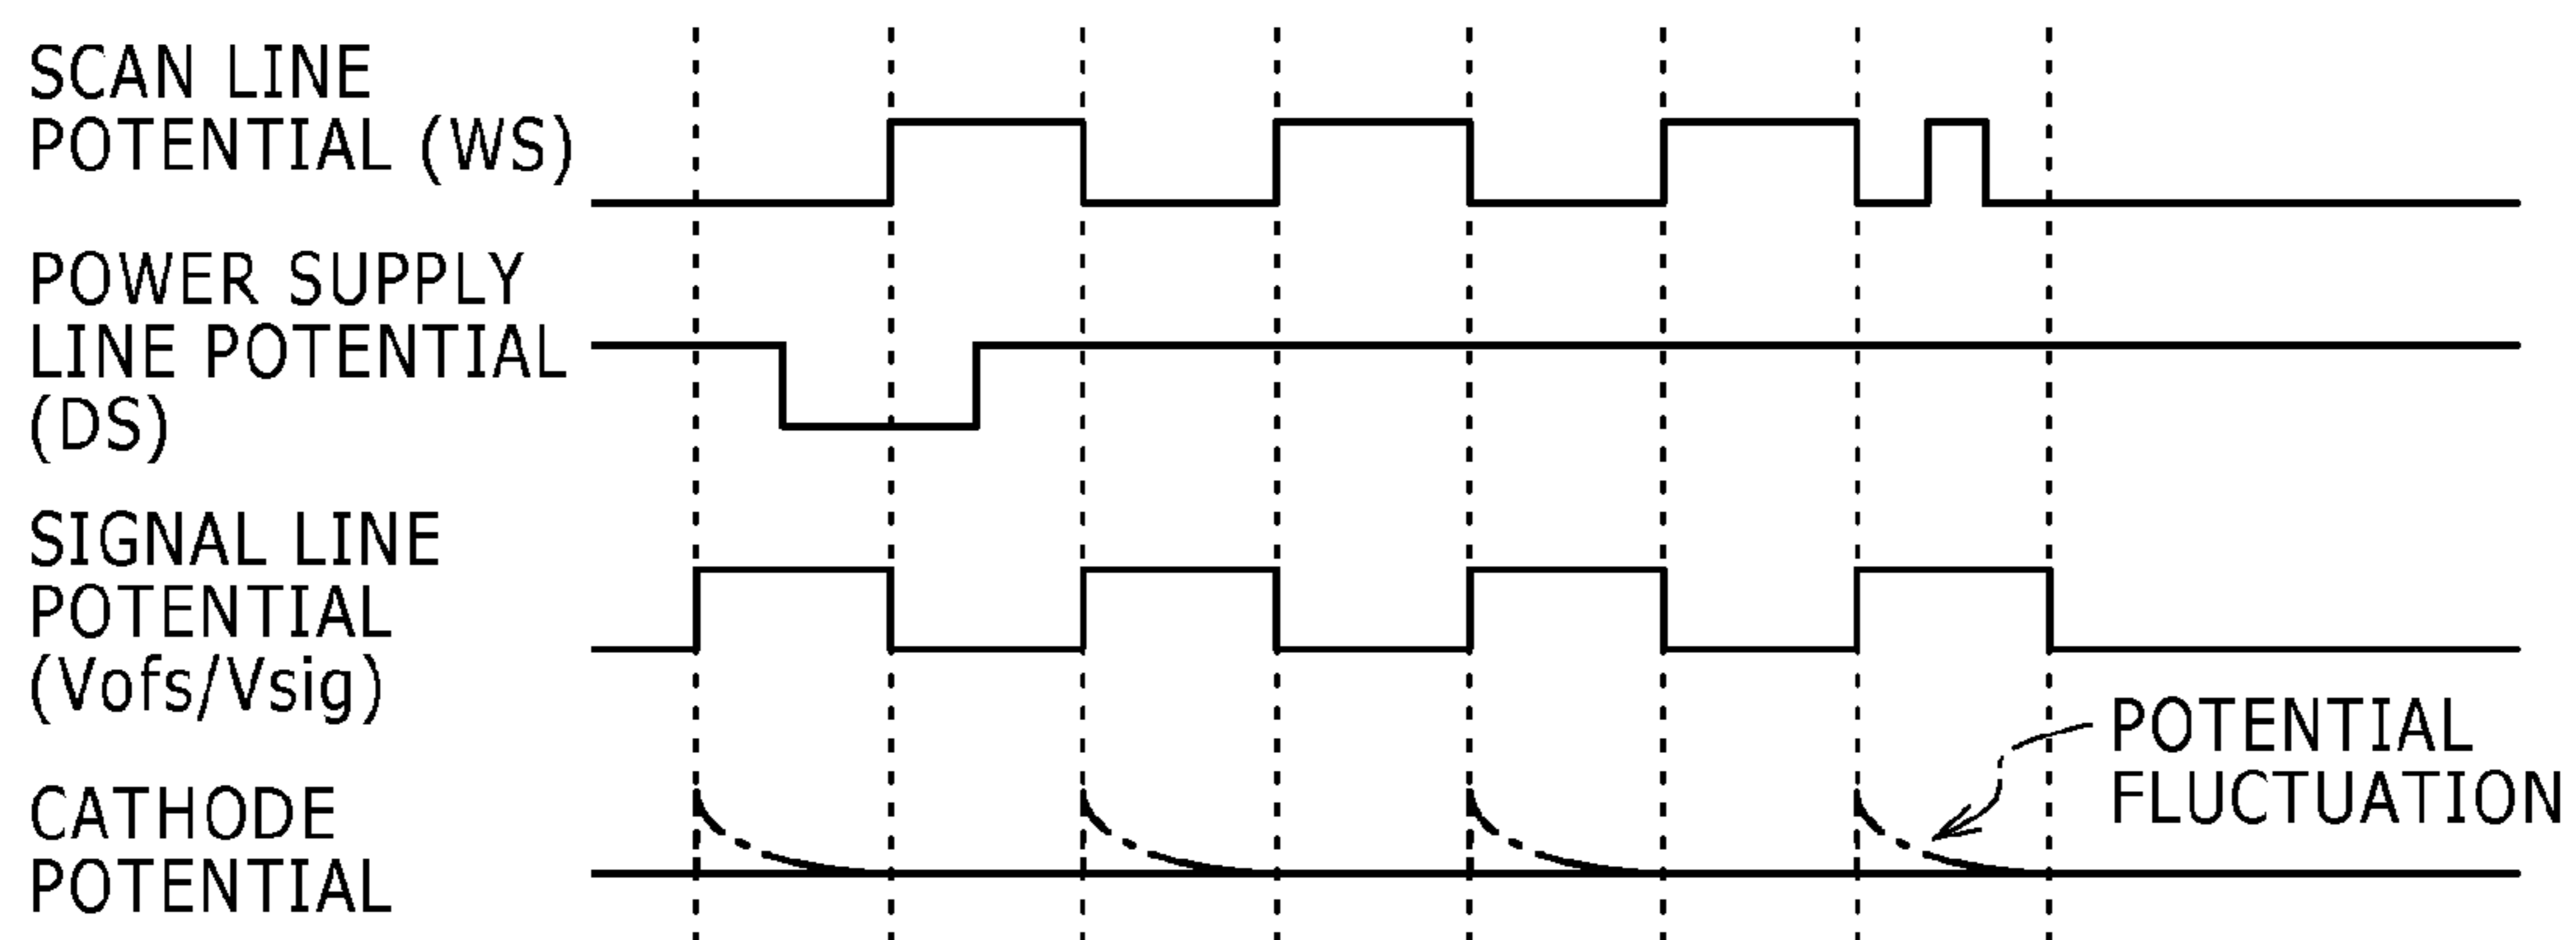 SCAN LINE
POTENTIAL (WS)
POWER SUPPLY
LINE POTENTIAL
(DS)
SIGNAL LINE
POTENTIAL
(Vofs/Vsig)
POTENTIAL
FLUCTUATION
CATHODE
POTENTIAL